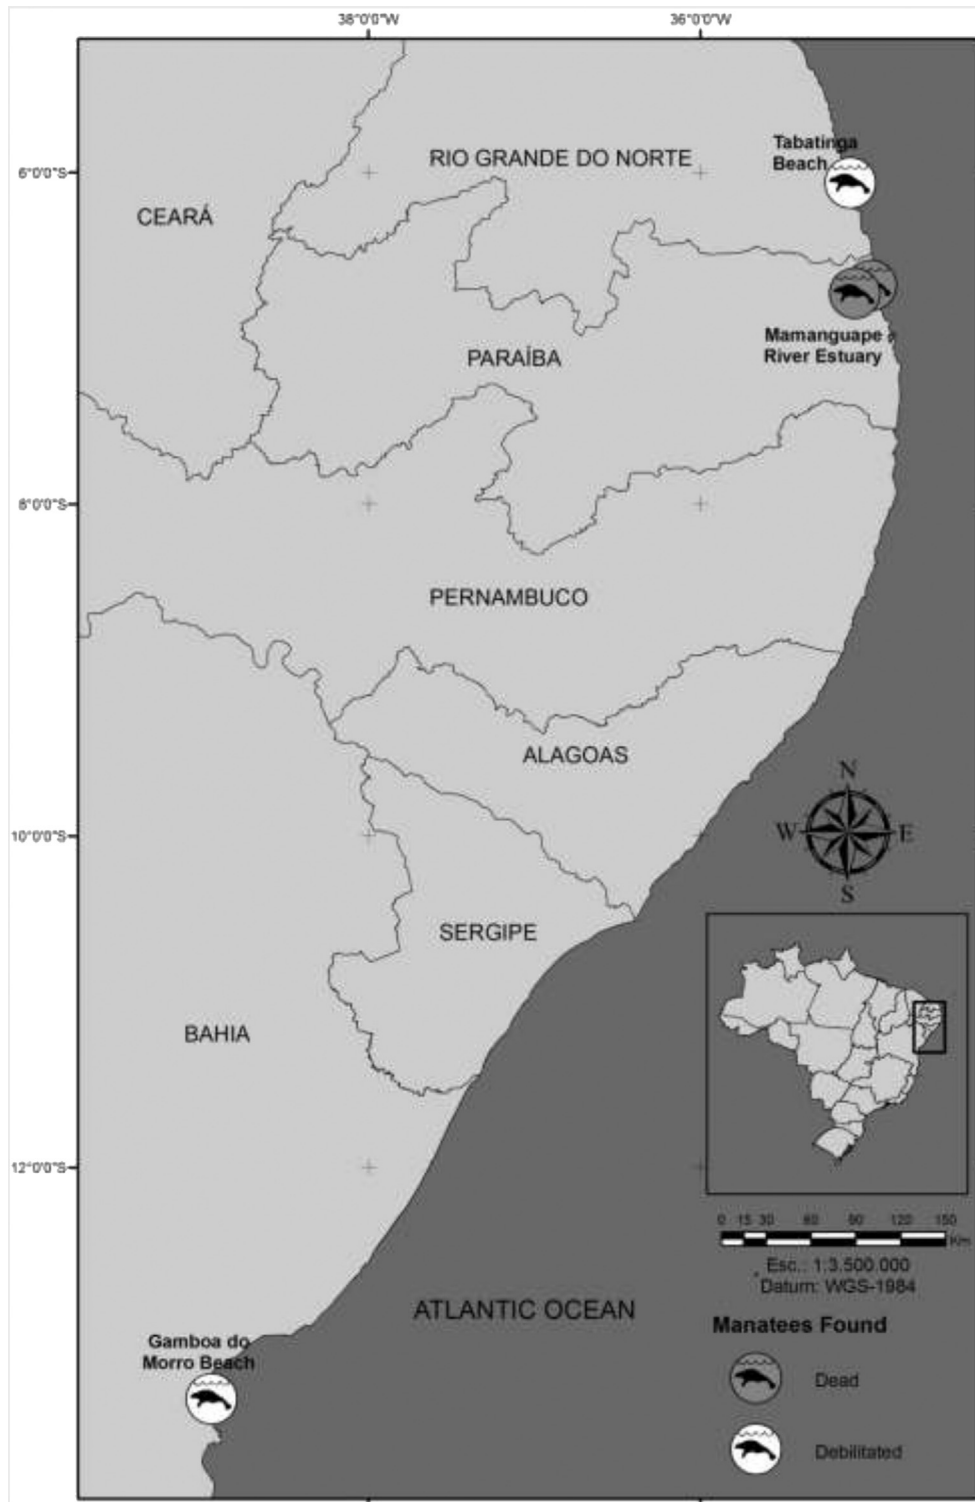 38°0'0"W
36°0'0"W
Tabatinga
Beach
RIO GRANDE DO NORTE
6°0'0"S
CEARÁ
Mamanguape
River Estuary
PARAÍBA
8°0'0"S
PERNAMBUCO
ALAGOAS
N
W
E
S
10°0'0"S
SERGIPE
BAHIA
12°0'0"S
0 15 30 60 90 120 150
Km
Esc.: 1:3.500.000
Datum: WGS-1984
ATLANTIC OCEAN
Manatees Found
Gamboa do
Morro Beach
Dead
Debilitated